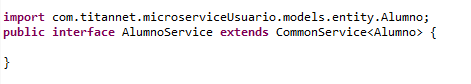 import com.titannet.microserviceUsuario.models.entity.Alumno;
public interface AlumnoService extends CommonService<Alumno> {
}